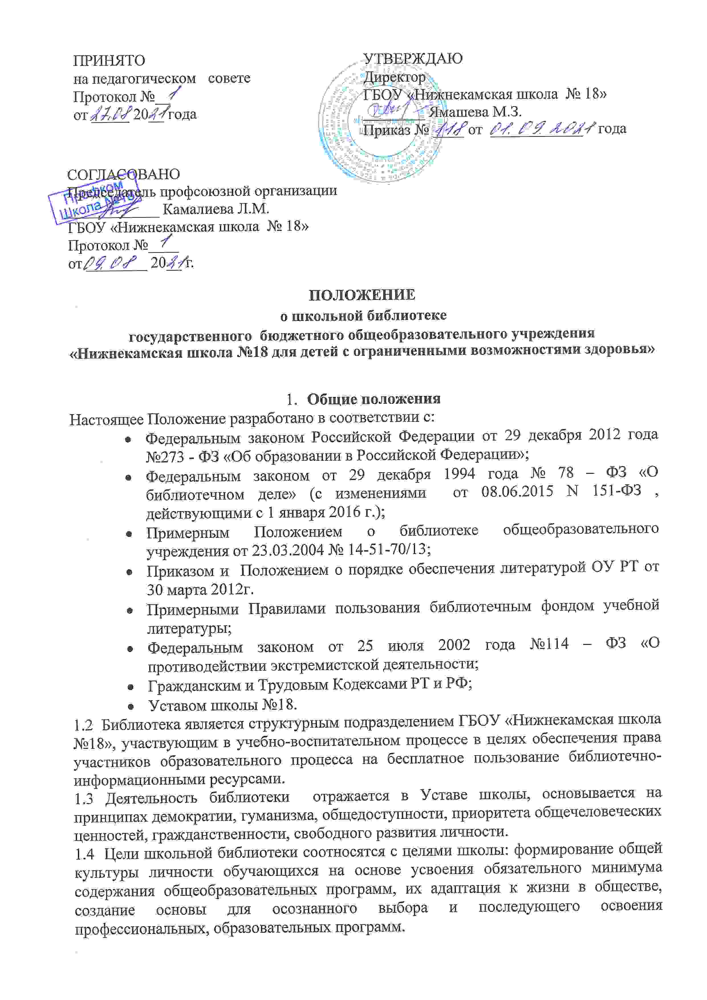 ПРИНЯТО
на педагогическом совете
Протокол № 1
от 27.08 2021 года
УТВЕРЖДАЮ
Директор
ГБОУ «Нижнекамская школа № 18»
Ямашева М.З.
Приказ № 118 от 01.09.2021 года
СОГЛАСОВАНО
Председатель профсоюзной организации
Камалиева Л.М.
Профком
Школа №18
ГБОУ «Нижнекамская школа № 18»
Протокол № 1
от 09.08 2021 г.
ПОЛОЖЕНИЕ
о школьной библиотеке
государственного бюджетного общеобразовательного учреждения
«Нижнекамская школа №18 для детей с ограниченными возможностями здоровья»
1. Общие положения
Настоящее Положение разработано в соответствии с:
• Федеральным законом Российской Федерации от 29 декабря 2012 года
№273 - ФЗ «Об образовании в Российской Федерации»;
• Федеральным законом от 29 декабря 1994 года № 78 – ФЗ «О
библиотечном деле» (с изменениями от 08.06.2015 N 151-ФЗ ,
действующими с 1 января 2016 г.);
• Примерным Положением о библиотеке общеобразовательного
учреждения от 23.03.2004 № 14-51-70/13;
• Приказом и Положением о порядке обеспечения литературой ОУ РТ от
30 марта 2012г.
• Примерными Правилами пользования библиотечным фондом учебной
литературы;
• Федеральным законом от 25 июля 2002 года №114 – ФЗ «О
противодействии экстремистской деятельности;
• Гражданским и Трудовым Кодексами РТ и РФ;
• Уставом школы №18.
1.2 Библиотека является структурным подразделением ГБОУ «Нижнекамская школа
№18», участвующим в учебно-воспитательном процессе в целях обеспечения права
участников образовательного процесса на бесплатное пользование библиотечно-
информационными ресурсами.
1.3 Деятельность библиотеки отражается в Уставе школы, основывается на
принципах демократии, гуманизма, общедоступности, приоритета общечеловеческих
ценностей, гражданственности, свободного развития личности.
1.4 Цели школьной библиотеки соотносятся с целями школы: формирование общей
культуры личности обучающихся на основе усвоения обязательного минимума
содержания общеобразовательных программ, их адаптация к жизни в обществе,
создание основы для осознанного выбора и последующего освоения
профессиональных, образовательных программ.